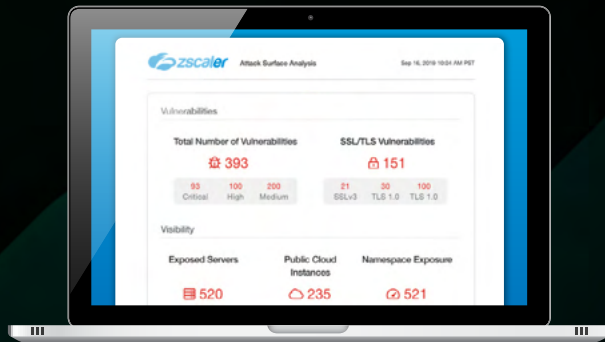 zscaler
Attack Surface Analysis
Sep 16, 2019 10:04 AM PST
Vulnerabilities
Total Number of Vulnerabilities
SSL/TLS Vulnerabilities
393
151
93
100
200
21
30
100
Critical
High
Medium
SSLv3
TLS 1.0
TLS 1.0
Visibility
Exposed Servers
Public Cloud
Instances
Namespace Exposure
520
235
521